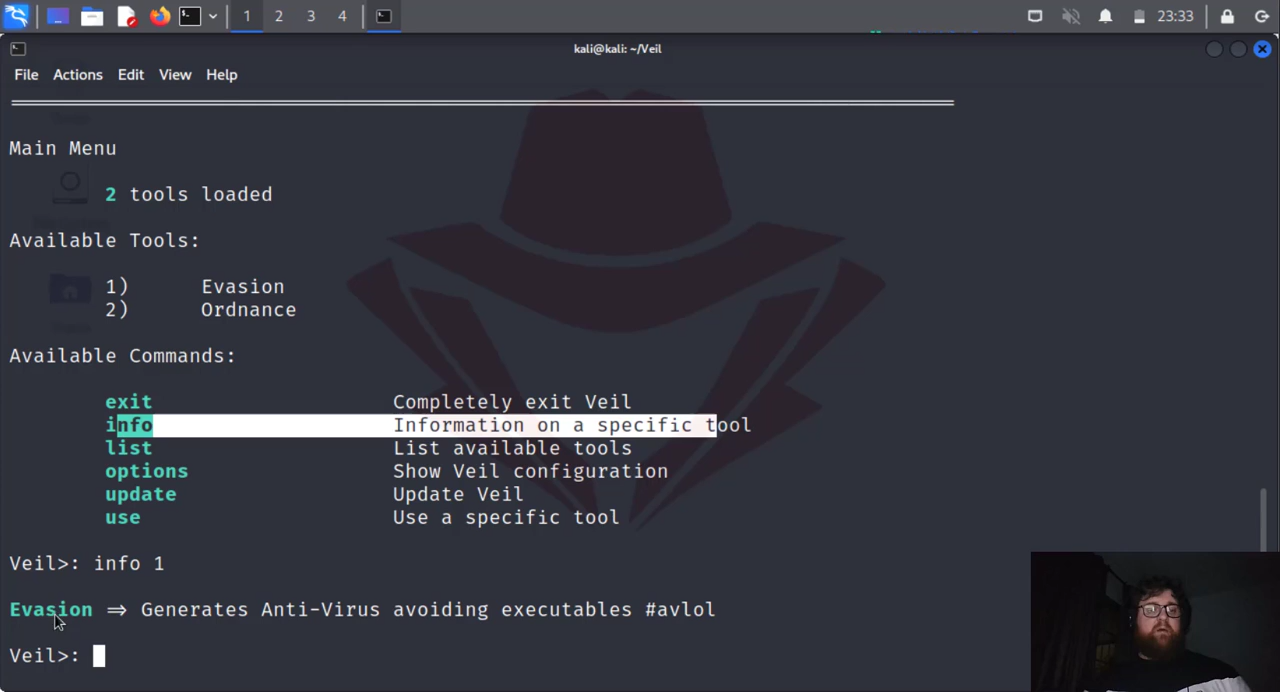 1 2 3 4 23:33
kali@kali: ~/Veil
File Actions Edit View Help
Main Menu
2 tools loaded
Available Tools:
1) Evasion
2) Ordnance
Available Commands:
exit Completely exit Veil
info Information on a specific tool
list List available tools
options Show Veil configuration
update Update Veil
use Use a specific tool
Veil>: info 1
Evasion => Generates Anti-Virus avoiding executables #avlol
Veil>: